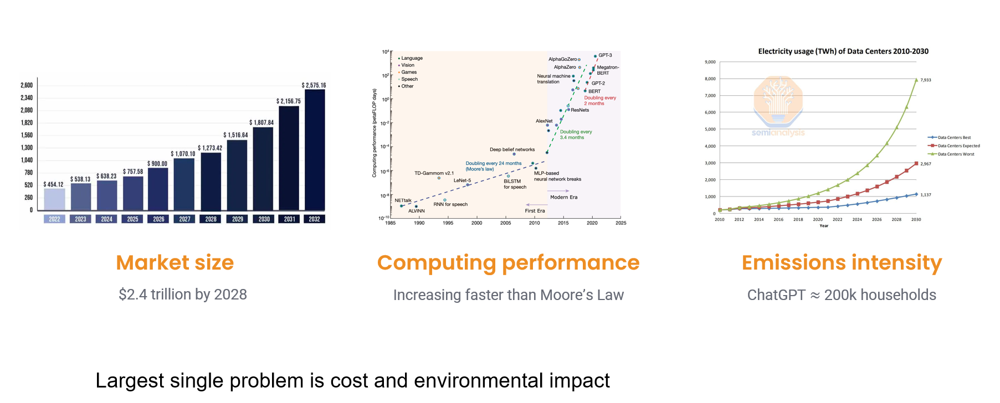 2,600
2,340
2,080
1,820
1,560
1,300
1,040
780
520
260
0
$ 454.12
$ 538.13
$ 638.23
$ 757.58
$ 900.00
$ 1,070.10
$ 1,273.42
$ 1,516.64
$ 1,807.84
$ 2,156.75
$ 2,575.16
2022 2023 2024 2025 2026 2027 2028 2029 2030 2031 2032
Market size
$2.4 trillion by 2028
Computing performance (petaFLOP days)
10⁴
10²
10⁰
10⁻²
10⁻⁴
10⁻⁶
10⁻⁸
10⁻¹⁰
Language
Vision
Games
Speech
Other
AlphaGoZero
GPT-3
AlphaZero
Megatron-
BERT
Neural machine
translation
GPT-2
BERT
Doubling every
2 months
ResNets
AlexNet
Doubling every
3.4 months
Deep belief networks
Doubling every 24 months
(Moore's law)
TD-Gammom v2.1
LeNet-5
BiLSTM
for speech
MLP-based
neural network breaks
Modern Era
NETtalk
RNN for speech
ALVINN
First Era
1985 1990 1995 2000 2005 2010 2015 2020 2025
Computing performance
Increasing faster than Moore’s Law
Electricity usage (TWh) of Data Centers 2010-2030
9,000
8,000
7,000
6,000
5,000
4,000
3,000
2,000
1,000
0
semianalysis
7,933
2,967
1,137
Data Centers Best
Data Centers Expected
Data Centers Worst
2010 2012 2014 2016 2018 2020 2022 2024 2026 2028 2030
Year
Emissions intensity
ChatGPT ≈ 200k households
Largest single problem is cost and environmental impact